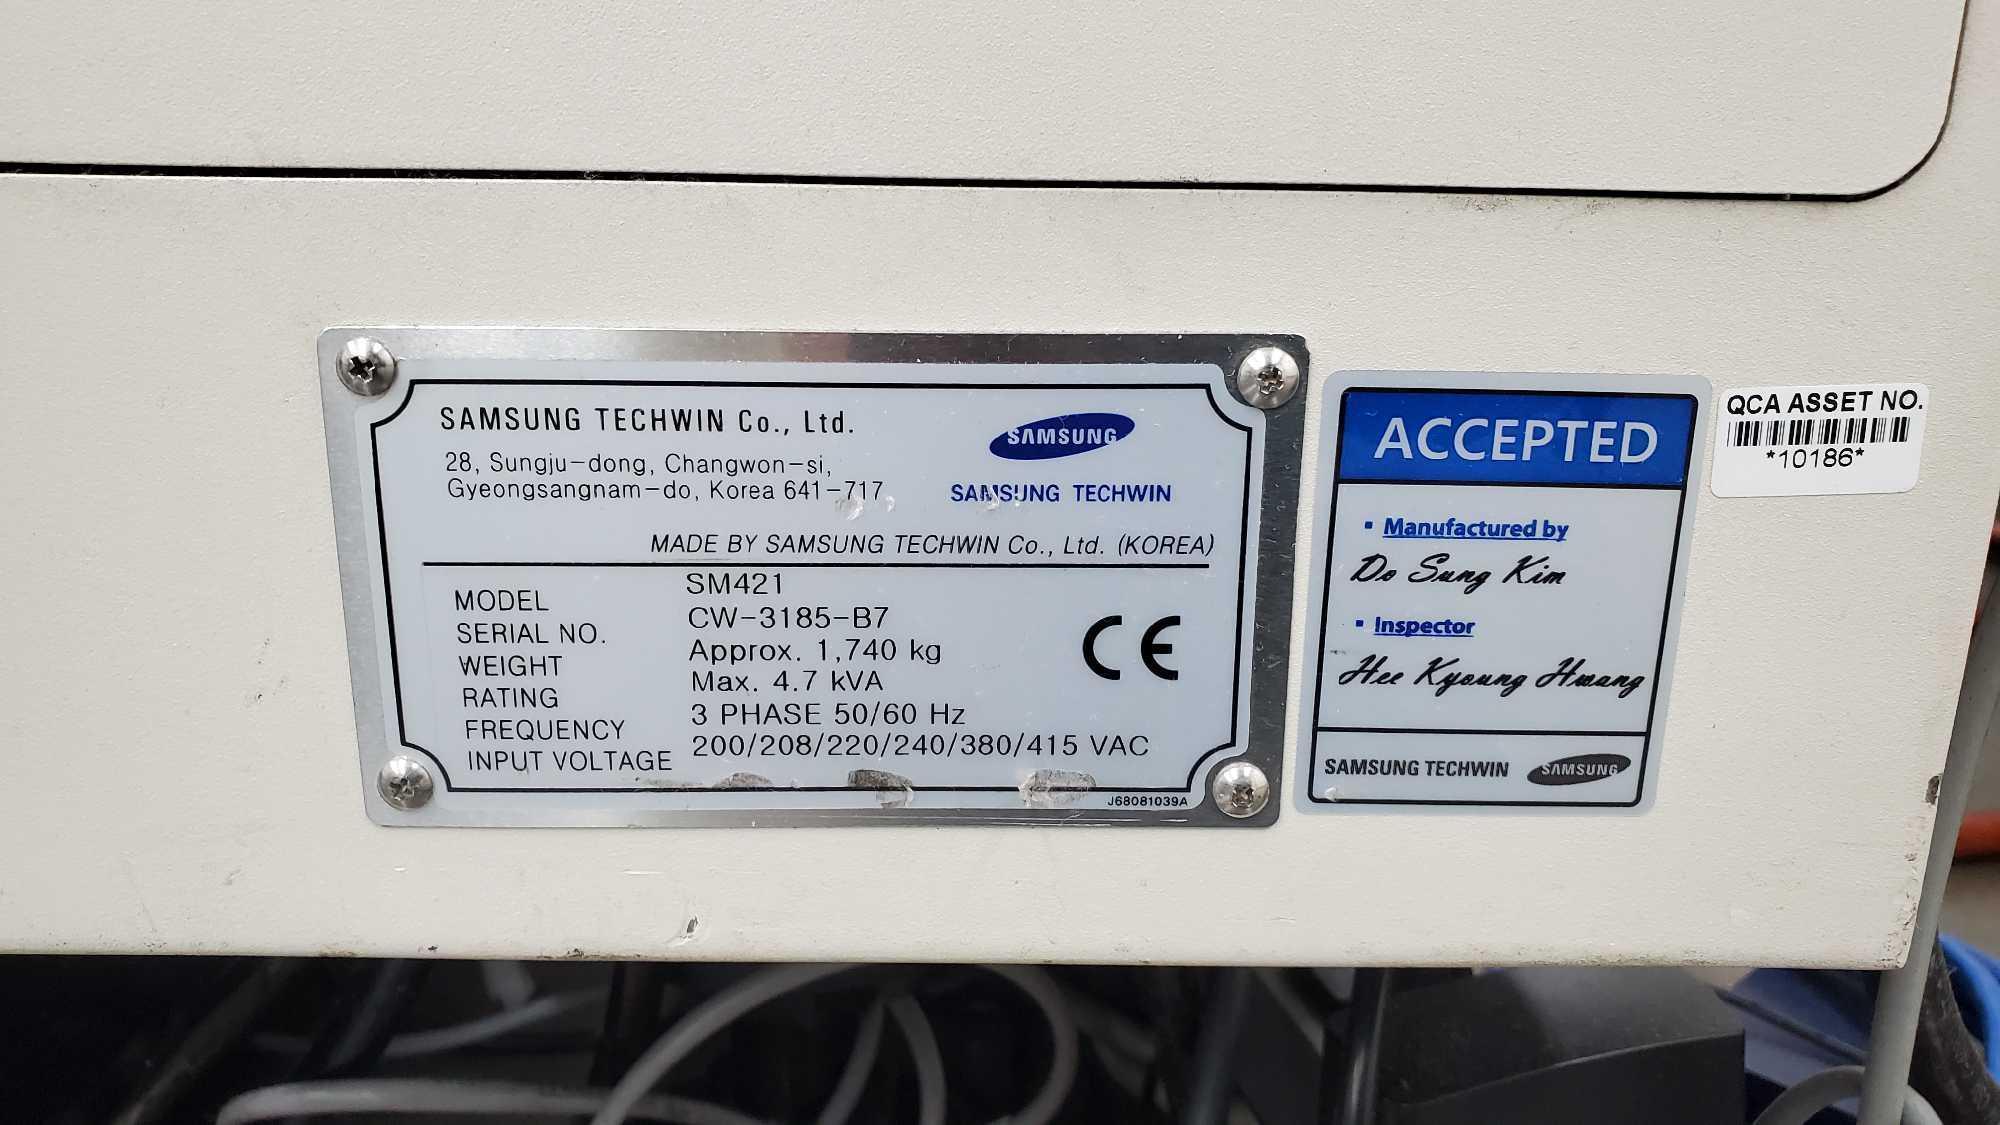 SAMSUNG TECHWIN Co., Ltd.
28, Sungju-dong, Changwon-si,
Gyeongsangnam-do, Korea 641-717
SAMSUNG
SAMSUNG TECHWIN
MADE BY SAMSUNG TECHWIN Co., Ltd. (KOREA)
MODEL SM421
SERIAL NO. CW-3185-B7
WEIGHT Approx. 1,740 kg
RATING Max. 4.7 kVA
FREQUENCY 3 PHASE 50/60 Hz
INPUT VOLTAGE 200/208/220/240/380/415 VAC
CE
J68081039A
ACCEPTED
▪ Manufactured by
Do Sung Kim
▪ Inspector
Hee Kyoung Hwang
SAMSUNG TECHWIN SAMSUNG
QCA ASSET NO.
*10186*